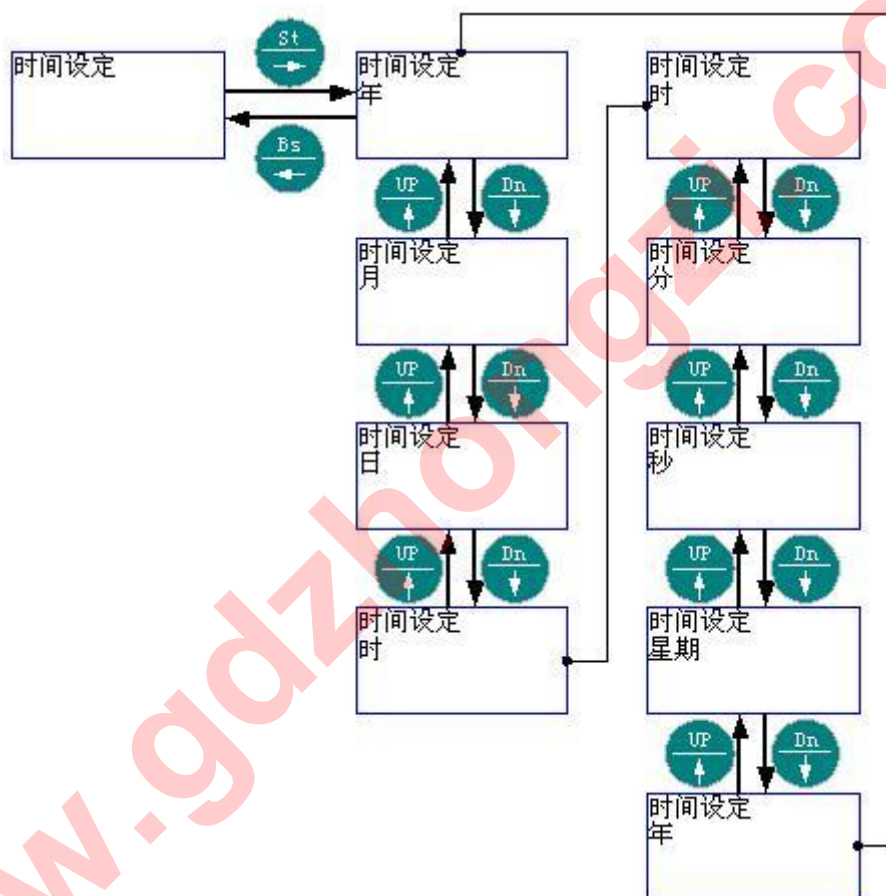 时间设定
St
Bs
时间设定
年
UP
Dn
时间设定
月
UP
Dn
时间设定
日
UP
Dn
时间设定
时
时间设定
时
UP
Dn
时间设定
分
UP
Dn
时间设定
秒
UP
Dn
时间设定
星期
UP
Dn
时间设定
年
w.gdzhongzi.co